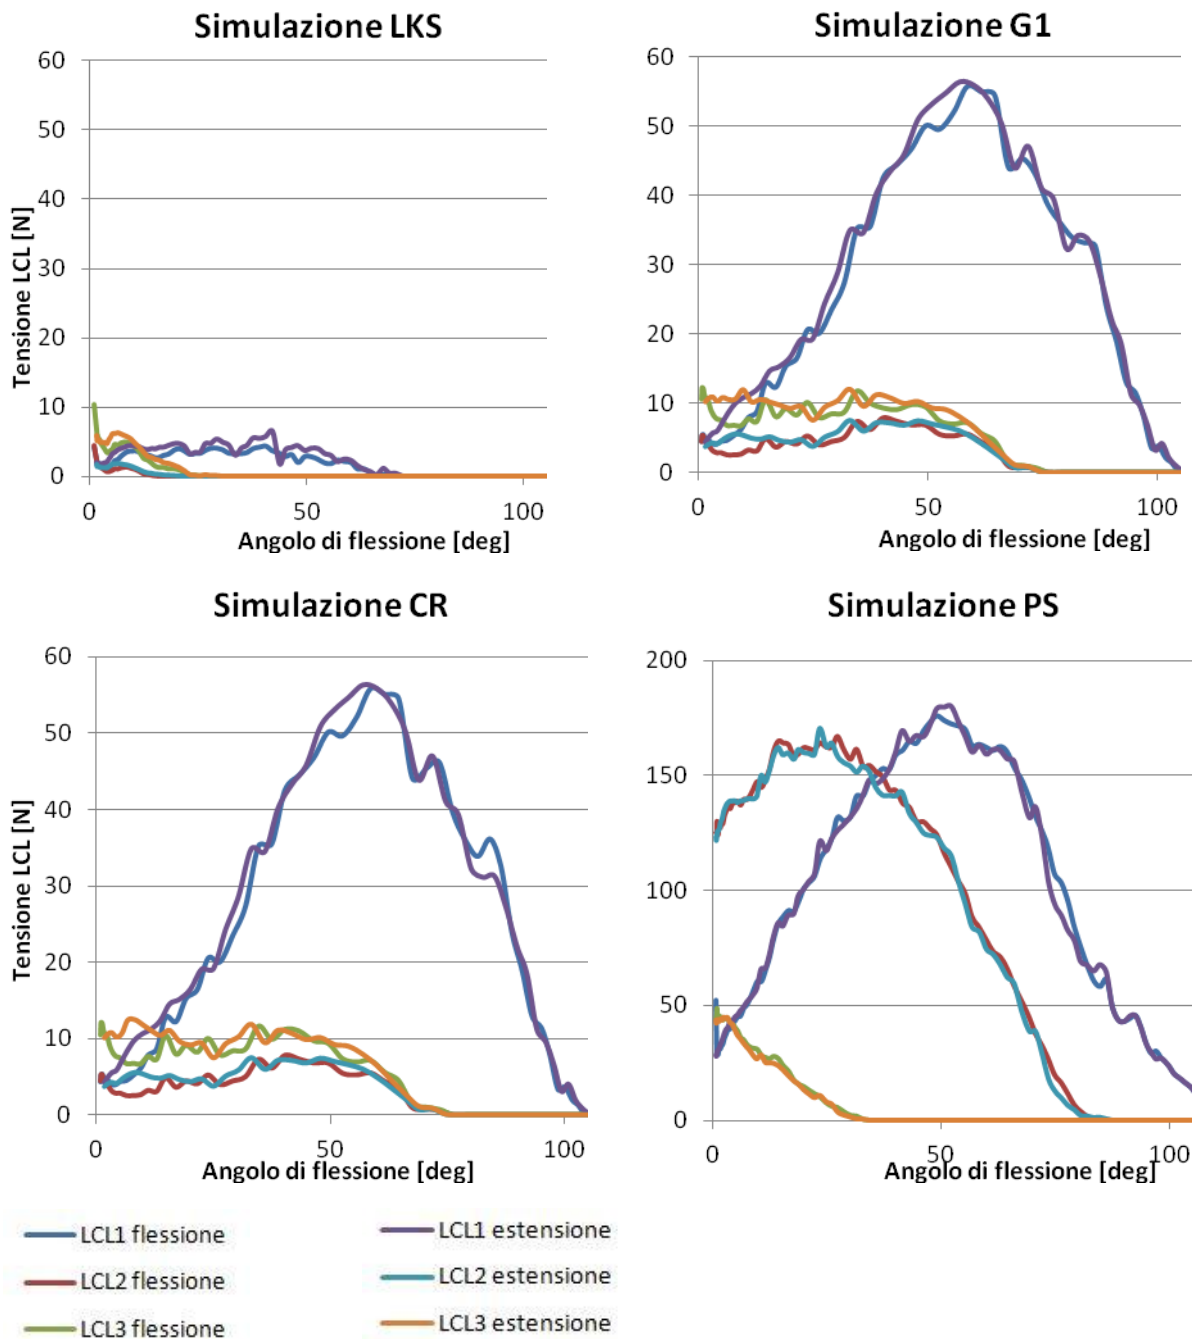 Simulazione LKS
60
50
40
30
20
10
0
Tensione LCL [N]
0 50 100
Angolo di flessione [deg]
Simulazione G1
60
50
40
30
20
10
0
0 50 100
Angolo di flessione [deg]
Simulazione CR
60
50
40
30
20
10
0
Tensione LCL [N]
0 50 100
Angolo di flessione [deg]
Simulazione PS
200
150
100
50
0
0 50 100
Angolo di flessione [deg]
LCL1 flessione
LCL1 estensione
LCL2 flessione
LCL2 estensione
LCL3 flessione
LCL3 estensione